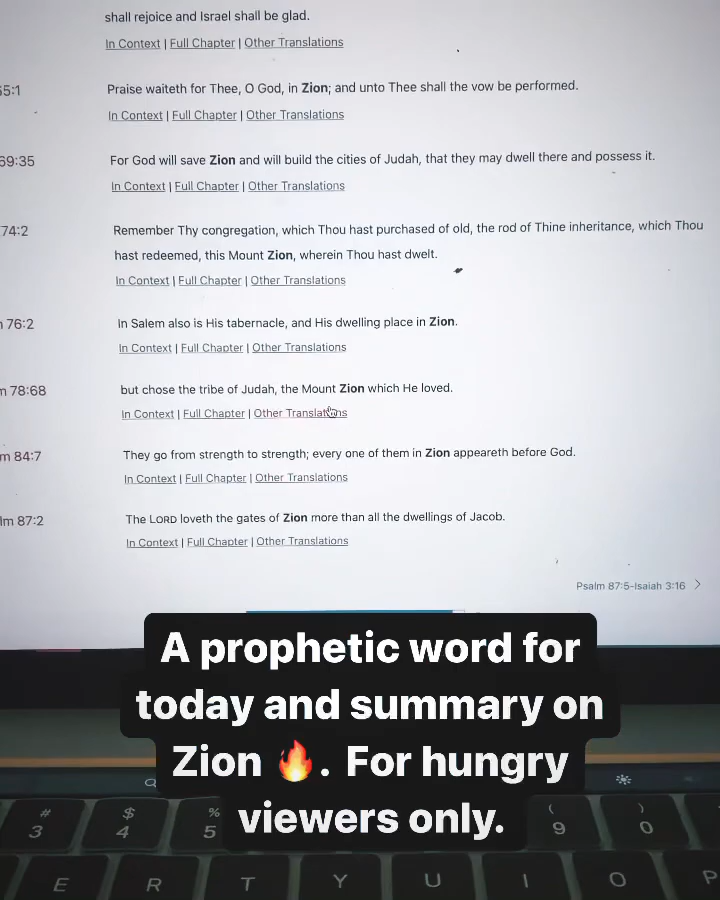 shall rejoice and Israel shall be glad.
In Context | Full Chapter | Other Translations
65:1 Praise waiteth for Thee, O God, in Zion; and unto Thee shall the vow be performed.
In Context | Full Chapter | Other Translations
69:35 For God will save Zion and will build the cities of Judah, that they may dwell there and possess it.
In Context | Full Chapter | Other Translations
74:2 Remember Thy congregation, which Thou hast purchased of old, the rod of Thine inheritance, which Thou
hast redeemed, this Mount Zion, wherein Thou hast dwelt.
In Context | Full Chapter | Other Translations
m 76:2 In Salem also is His tabernacle, and His dwelling place in Zion.
In Context | Full Chapter | Other Translations
m 78:68 but chose the tribe of Judah, the Mount Zion which He loved.
In Context | Full Chapter | Other Translations
m 84:7 They go from strength to strength; every one of them in Zion appeareth before God.
In Context | Full Chapter | Other Translations
lm 87:2 The LORD loveth the gates of Zion more than all the dwellings of Jacob.
In Context | Full Chapter | Other Translations
Psalm 87:5-Isaiah 3:16
A prophetic word for
today and summary on
Zion 🔥. For hungry
viewers only.
# $ % ( )
3 4 5 9 0
E R T Y U I O P